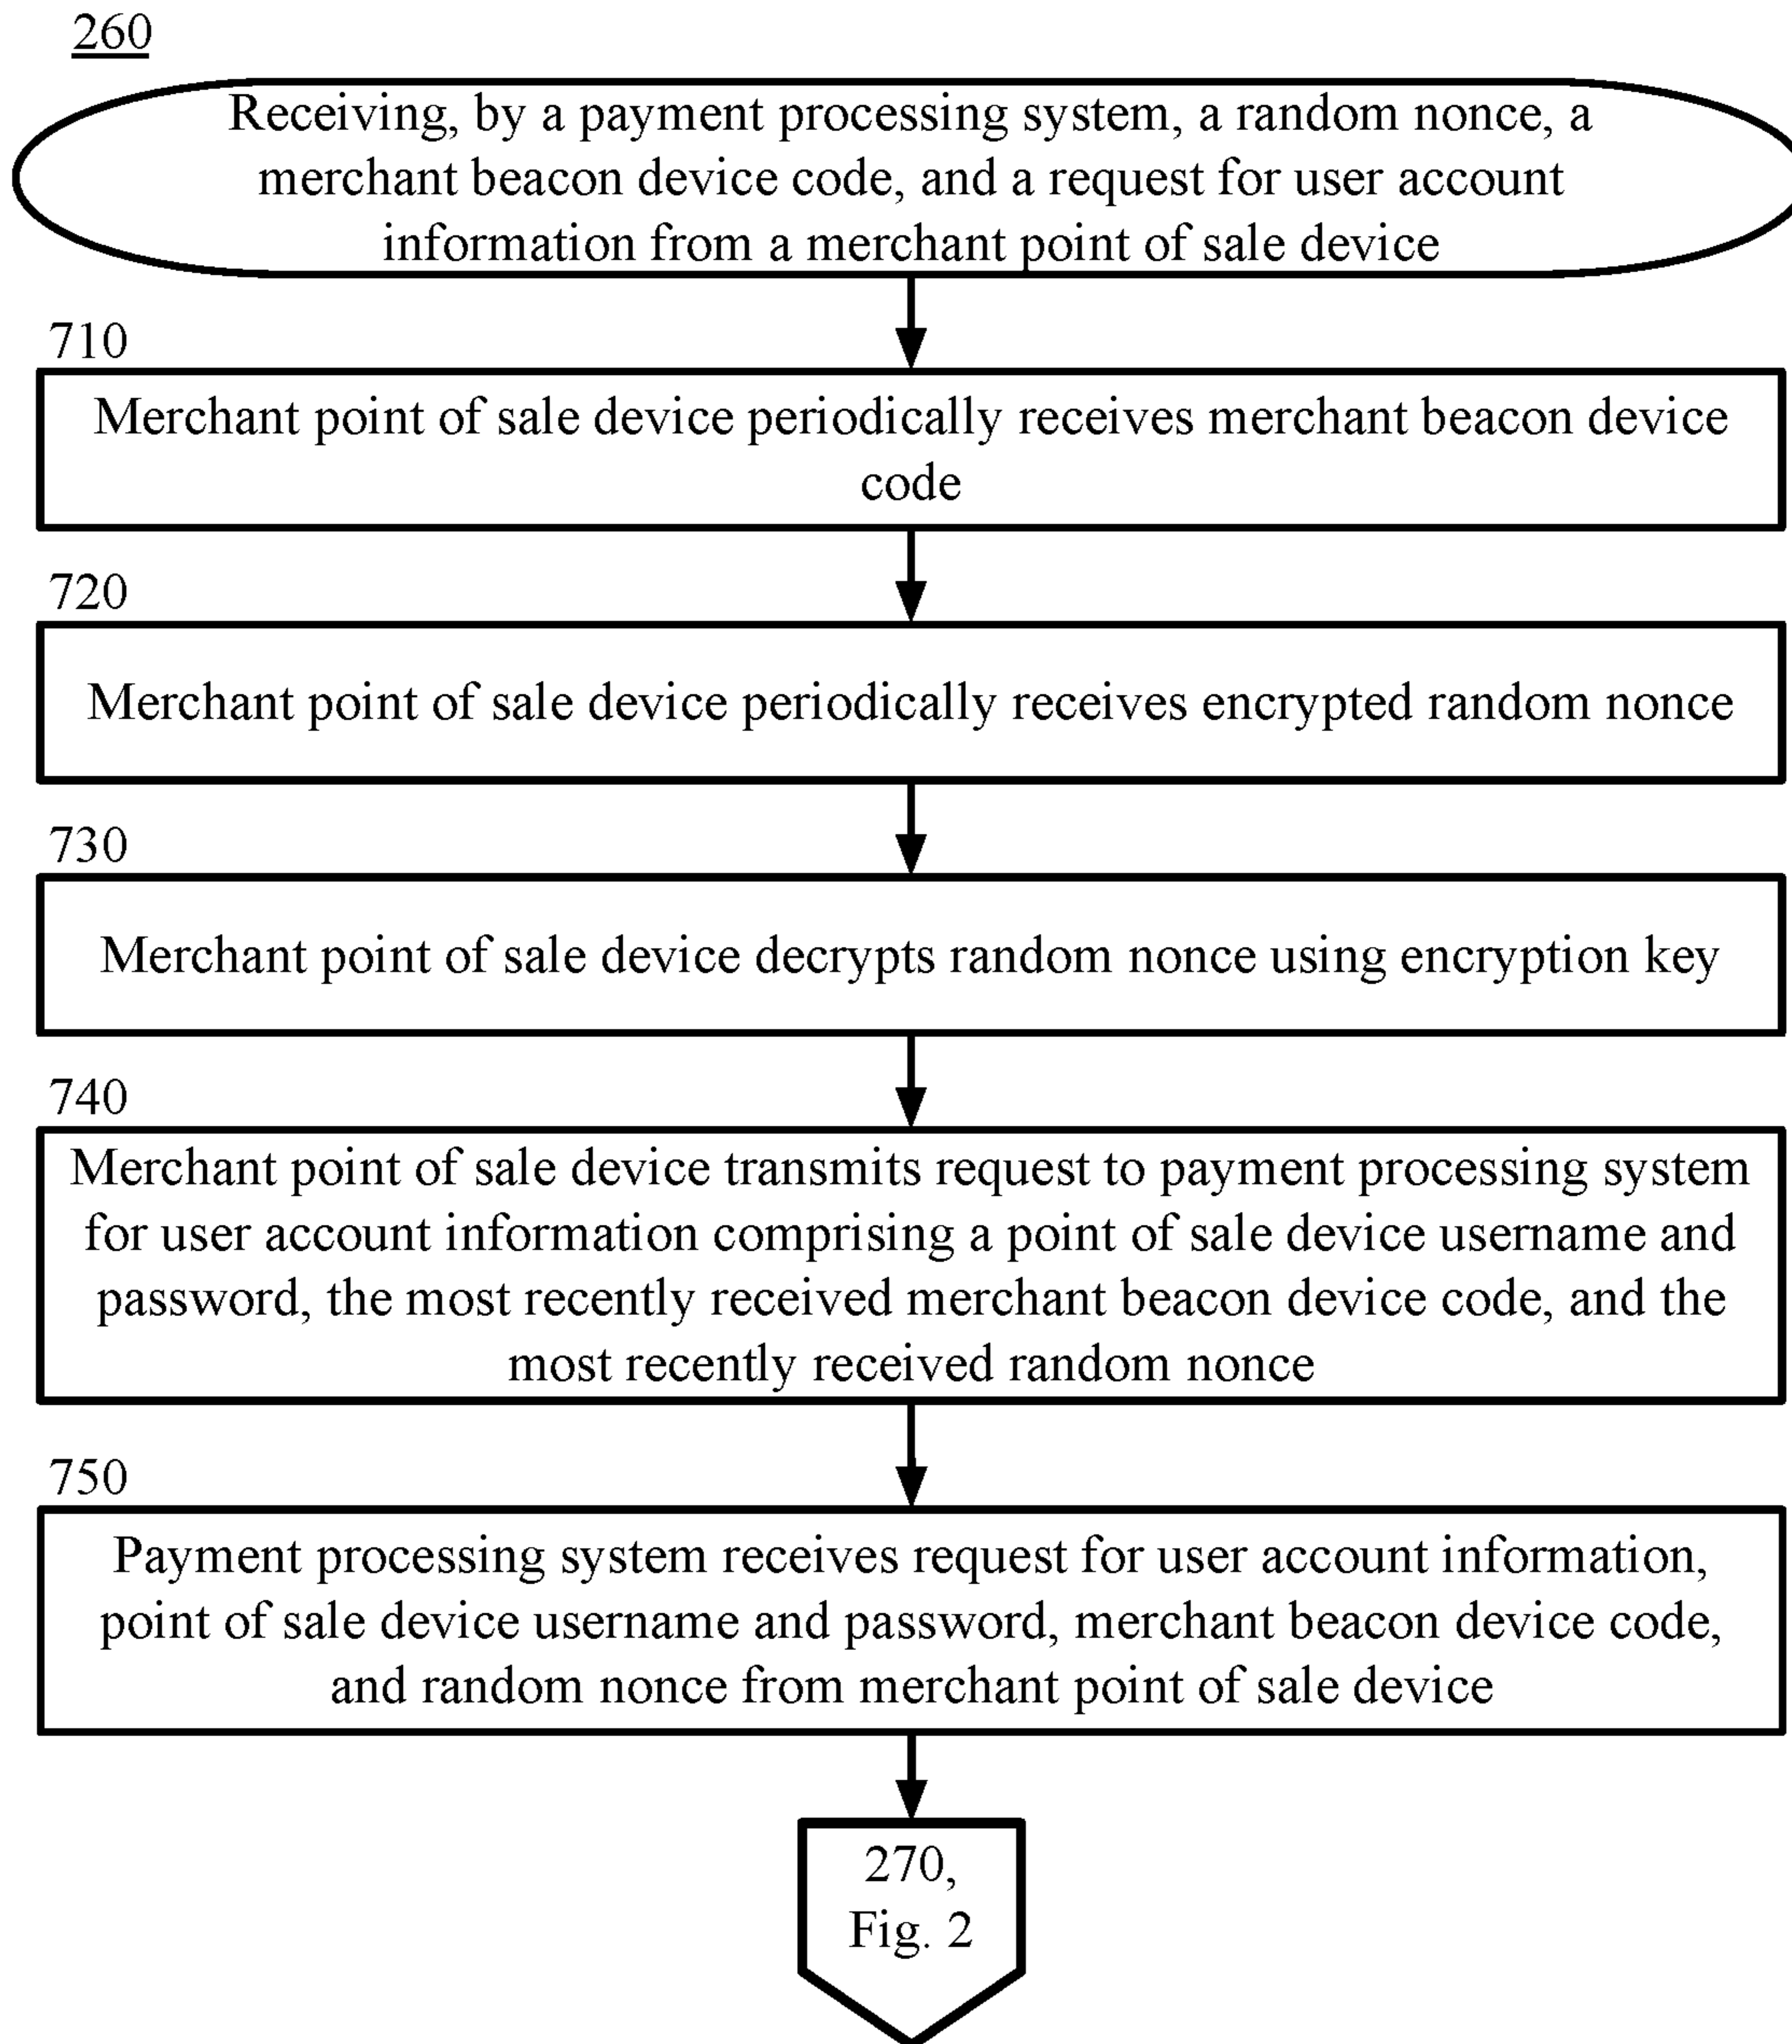 260
Receiving, by a payment processing system, a random nonce, a
merchant beacon device code, and a request for user account
information from a merchant point of sale device
710
Merchant point of sale device periodically receives merchant beacon device
code
720
Merchant point of sale device periodically receives encrypted random nonce
730
Merchant point of sale device decrypts random nonce using encryption key
740
Merchant point of sale device transmits request to payment processing system
for user account information comprising a point of sale device username and
password, the most recently received merchant beacon device code, and the
most recently received random nonce
750
Payment processing system receives request for user account information,
point of sale device username and password, merchant beacon device code,
and random nonce from merchant point of sale device
270,
Fig. 2